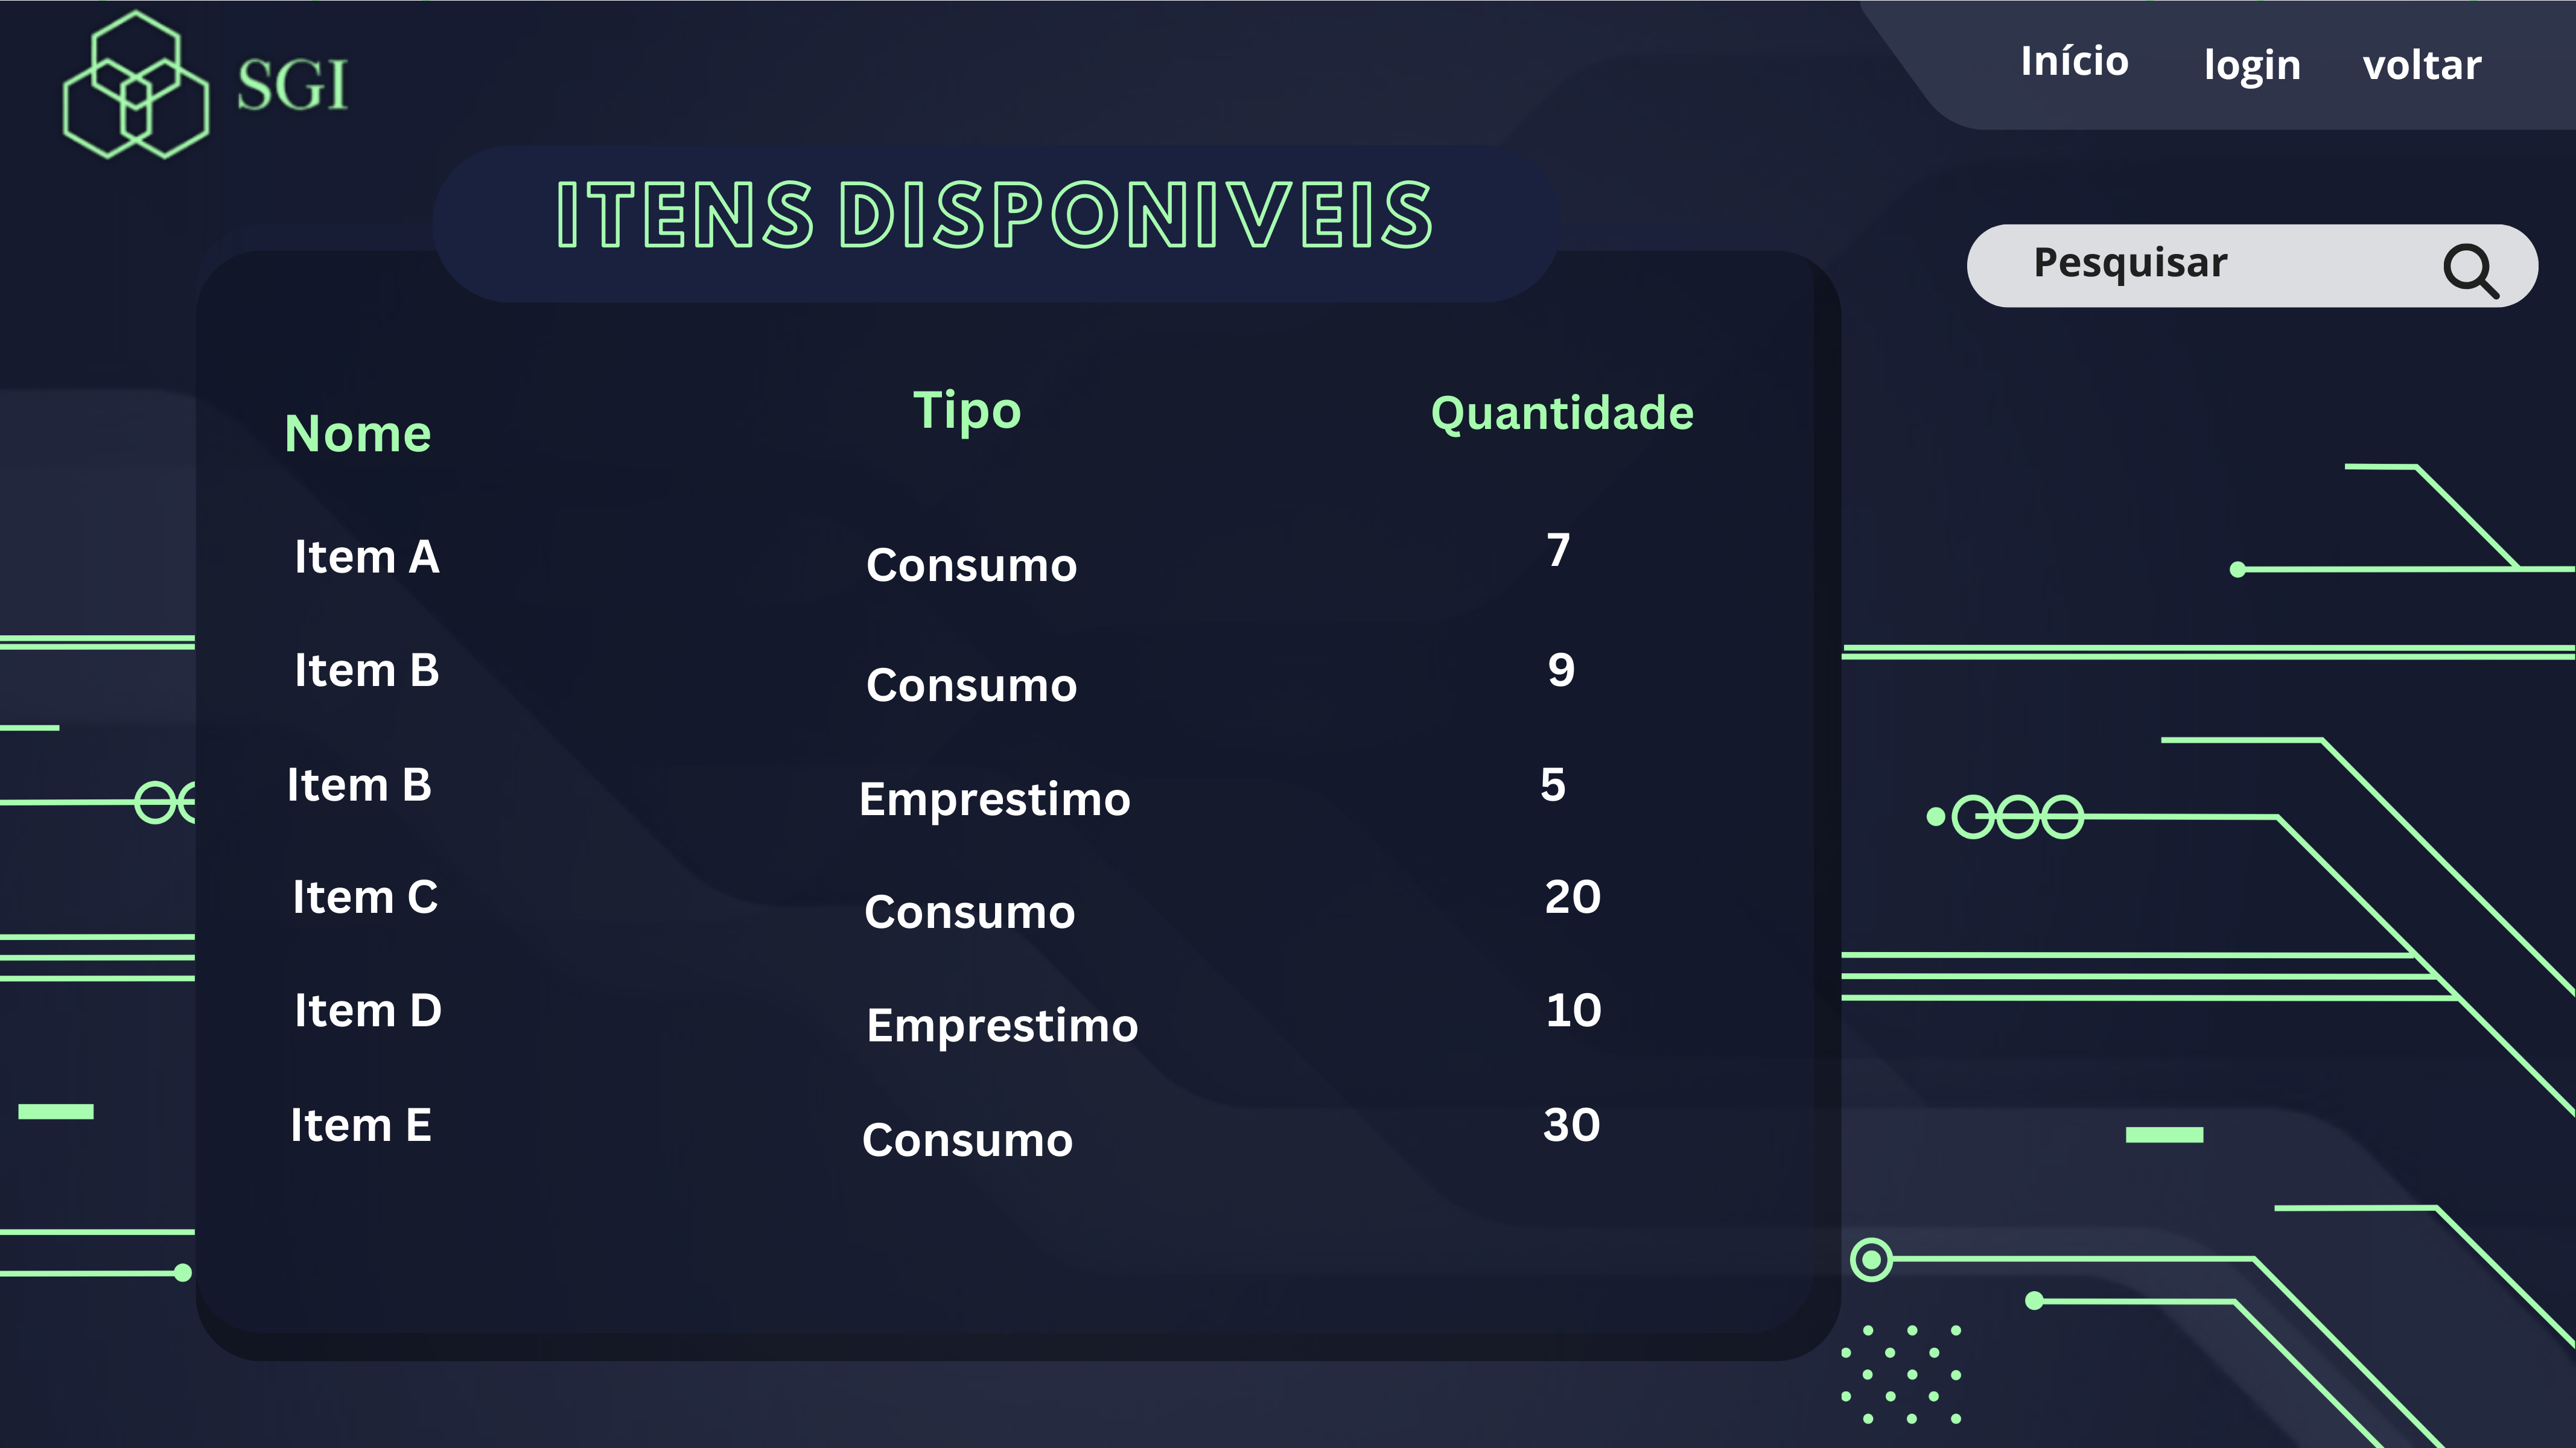 SGI
Início login voltar
ITENS DISPONIVEIS
Pesquisar
Nome Tipo Quantidade
Item A Consumo 7
Item B Consumo 9
Item B Emprestimo 5
Item C Consumo 20
Item D Emprestimo 10
Item E Consumo 30